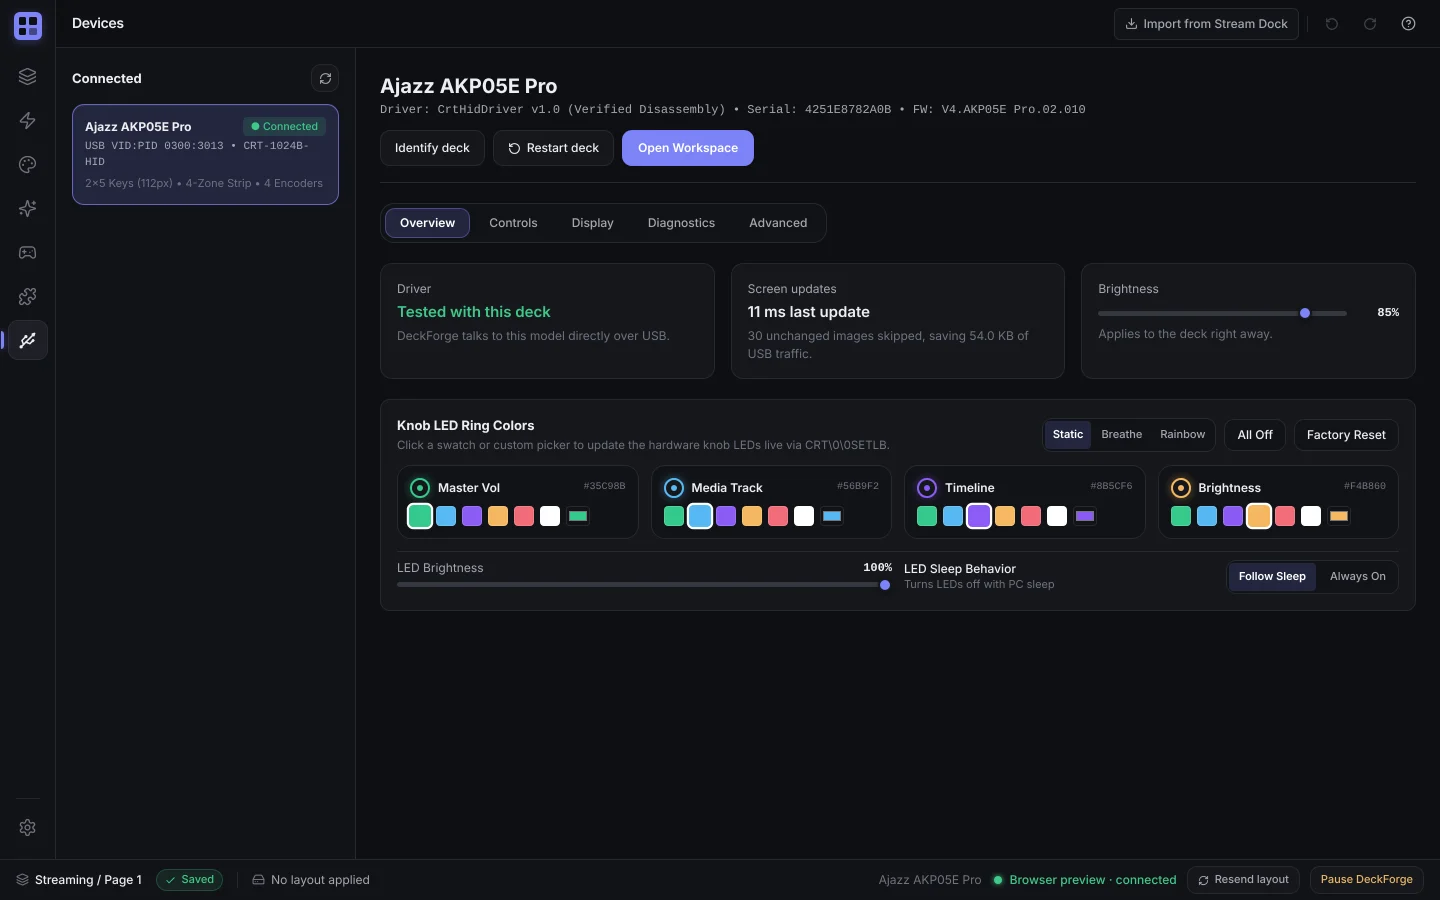 Devices
Import from Stream Dock
Connected
Ajazz AKP05E Pro
Connected
USB VID:PID 0300:3013 • CRT-1024B-
HID
2×5 Keys (112px) • 4-Zone Strip • 4 Encoders
Ajazz AKP05E Pro
Driver: CrtHidDriver v1.0 (Verified Disassembly) • Serial: 4251E8782A0B • FW: V4.AKP05E Pro.02.010
Identify deck
Restart deck
Open Workspace
Overview
Controls
Display
Diagnostics
Advanced
Driver
Tested with this deck
DeckForge talks to this model directly over USB.
Screen updates
11 ms last update
30 unchanged images skipped, saving 54.0 KB of
USB traffic.
Brightness
85%
Applies to the deck right away.
Knob LED Ring Colors
Click a swatch or custom picker to update the hardware knob LEDs live via CRT\0\0SETLB.
Static
Breathe
Rainbow
All Off
Factory Reset
Master Vol
#35C98B
Media Track
#56B9F2
Timeline
#8B5CF6
Brightness
#F4B860
LED Brightness
100%
LED Sleep Behavior
Turns LEDs off with PC sleep
Follow Sleep
Always On
Streaming / Page 1
Saved
No layout applied
Ajazz AKP05E Pro
Browser preview · connected
Resend layout
Pause DeckForge